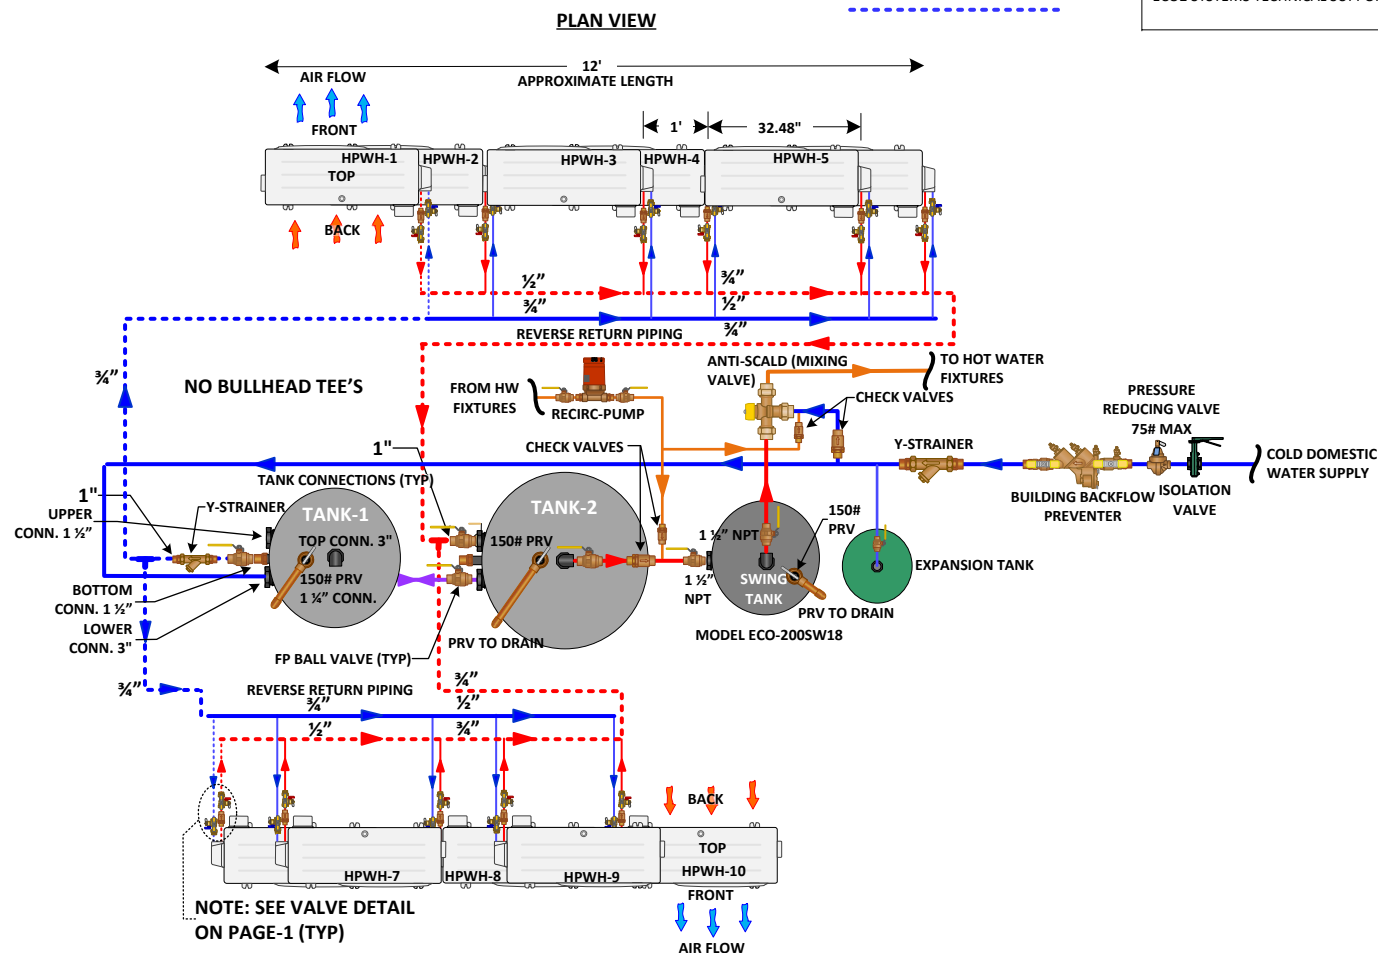 PLAN VIEW
12'
APPROXIMATE LENGTH
AIR FLOW
FRONT
1'
32.48"
HPWH-1
HPWH-2
HPWH-3
HPWH-4
HPWH-5
TOP
BACK
½”
¾”
¾”
½”
REVERSE RETURN PIPING
¾”
¾”
NO BULLHEAD TEE’S
FROM HW
FIXTURES
RECIRC-PUMP
ANTI-SCALD (MIXING
VALVE)
TO HOT WATER
FIXTURES
CHECK VALVES
PRESSURE
REDUCING VALVE
75# MAX
Y-STRAINER
COLD DOMESTIC
WATER SUPPLY
BUILDING BACKFLOW
PREVENTER
ISOLATION
VALVE
1"
CHECK VALVES
TANK CONNECTIONS (TYP)
1"
UPPER
CONN. 1 ½”
Y-STRAINER
TANK-1
TOP CONN. 3"
150# PRV
1 ¼” CONN.
TANK-2
150# PRV
1 ½” NPT
150#
PRV
1 ½”
NPT
SWING
TANK
EXPANSION TANK
BOTTOM
CONN. 1 ½”
LOWER
CONN. 3"
PRV TO DRAIN
PRV TO DRAIN
MODEL ECO-200SW18
FP BALL VALVE (TYP)
¾”
REVERSE RETURN PIPING
¾”
¾”
½”
½”
¾”
BACK
TOP
HPWH-7
HPWH-8
HPWH-9
HPWH-10
FRONT
NOTE: SEE VALVE DETAIL
ON PAGE-1 (TYP)
AIR FLOW